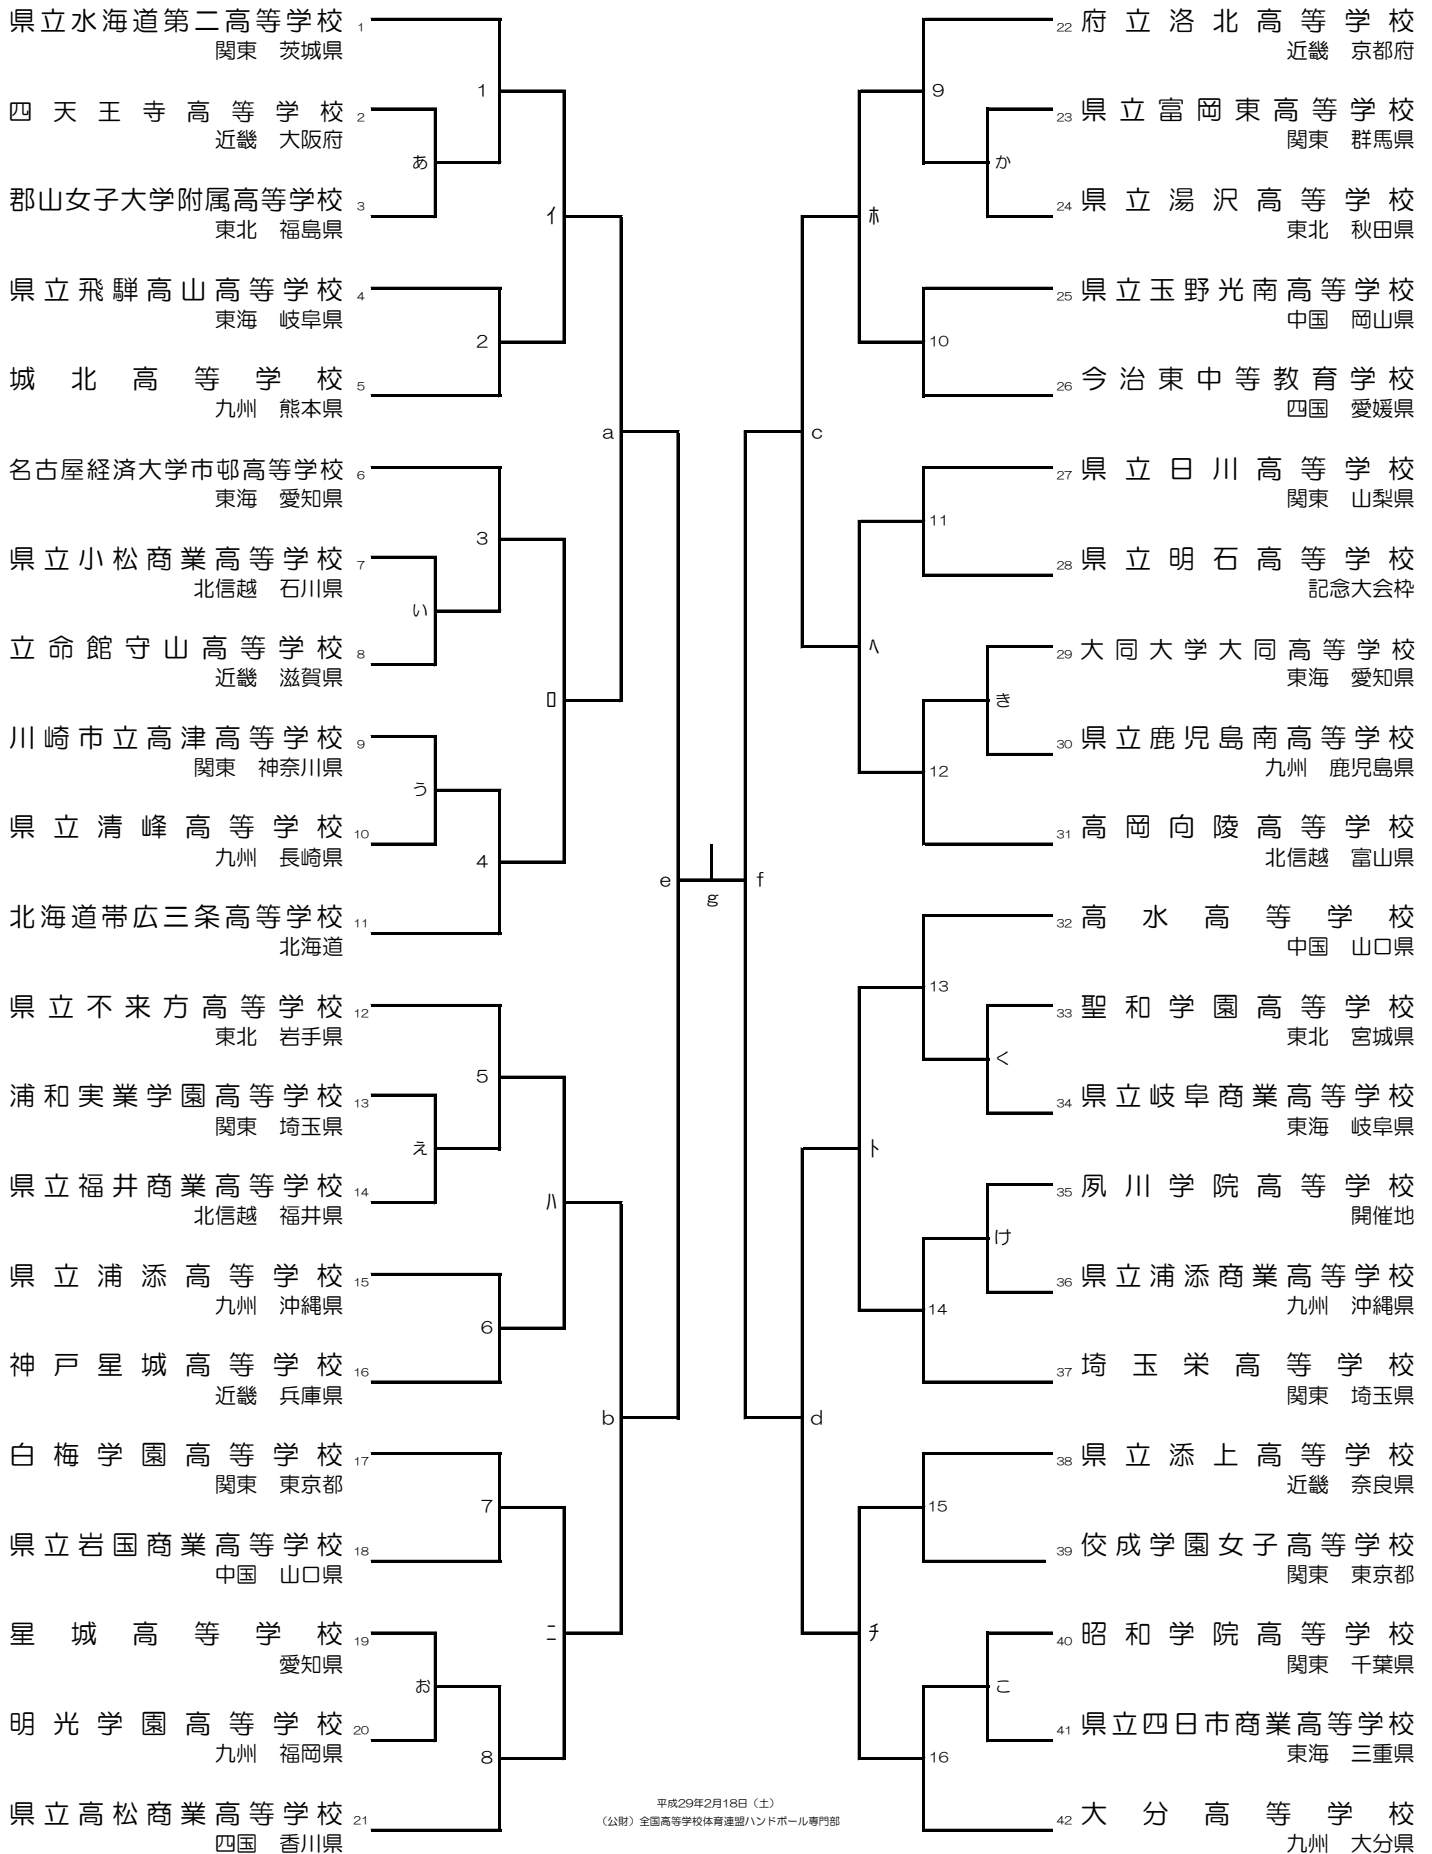 県立水海道第二高等学校 1
関東 茨城県
四天王寺高等学校 2
近畿 大阪府
郡山女子大学附属高等学校 3
東北 福島県
県立飛騨高山高等学校 4
東海 岐阜県
城北高等学校 5
九州 熊本県
名古屋経済大学市邨高等学校 6
東海 愛知県
県立小松商業高等学校 7
北信越 石川県
立命館守山高等学校 8
近畿 滋賀県
川崎市立高津高等学校 9
関東 神奈川県
県立清峰高等学校 10
九州 長崎県
北海道帯広三条高等学校 11
北海道
県立不来方高等学校 12
東北 岩手県
浦和実業学園高等学校 13
関東 埼玉県
県立福井商業高等学校 14
北信越 福井県
県立浦添高等学校 15
九州 沖縄県
神戸星城高等学校 16
近畿 兵庫県
白梅学園高等学校 17
関東 東京都
県立岩国商業高等学校 18
中国 山口県
星城高等学校 19
愛知県
明光学園高等学校 20
九州 福岡県
県立高松商業高等学校 21
四国 香川県
あ
い
う
え
お
1
2
3
4
5
6
7
8
イ
ロ
ハ
ニ
a
b
e
g
f
c
d
ホ
ヘ
ト
チ
9
10
11
12
13
14
15
16
か
き
く
け
こ
22 府立洛北高等学校
近畿 京都府
23 県立富岡東高等学校
関東 群馬県
24 県立湯沢高等学校
東北 秋田県
25 県立玉野光南高等学校
中国 岡山県
26 今治東中等教育学校
四国 愛媛県
27 県立日川高等学校
関東 山梨県
28 県立明石高等学校
記念大会枠
29 大同大学大同高等学校
東海 愛知県
30 県立鹿児島南高等学校
九州 鹿児島県
31 高岡向陵高等学校
北信越 富山県
32 高水高等学校
中国 山口県
33 聖和学園高等学校
東北 宮城県
34 県立岐阜商業高等学校
東海 岐阜県
35 夙川学院高等学校
開催地
36 県立浦添商業高等学校
九州 沖縄県
37 埼玉栄高等学校
関東 埼玉県
38 県立添上高等学校
近畿 奈良県
39 佼成学園女子高等学校
関東 東京都
40 昭和学院高等学校
関東 千葉県
41 県立四日市商業高等学校
東海 三重県
42 大分高等学校
九州 大分県
平成29年2月18日（土）
（公財）全国高等学校体育連盟ハンドボール専門部